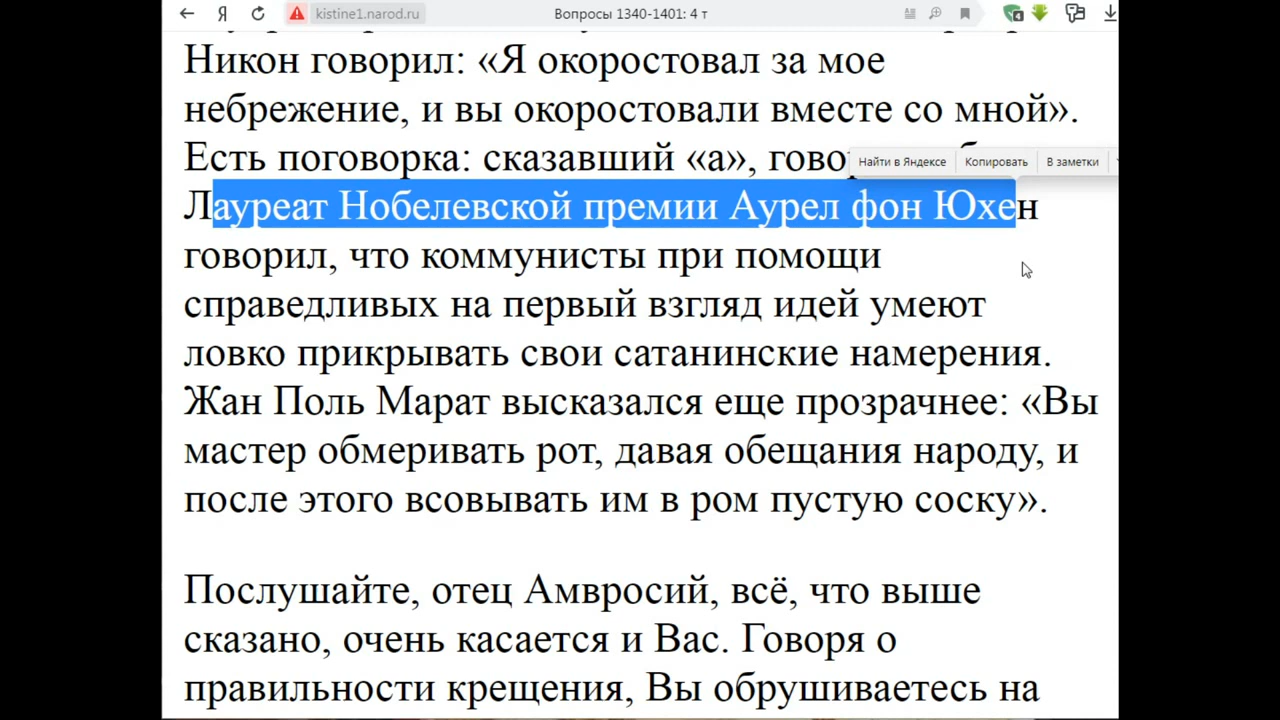 kistine1.narod.ru
Вопросы 1340-1401: 4 т
Никон говорил: «Я окоростовал за мое
небрежение, и вы окоростовали вместе со мной».
Есть поговорка: сказавший «а»,
Найти в Яндексе Копировать В заметки
Лауреат Нобелевской премии Аурел фон Юхен
говорил, что коммунисты при помощи
справедливых на первый взгляд идей умеют
ловко прикрывать свои сатанинские намерения.
Жан Поль Марат высказался еще прозрачнее: «Вы
мастер обмеривать рот, давая обещания народу, и
после этого всовывать им в ром пустую соску».
Послушайте, отец Амвросий, всё, что выше
сказано, очень касается и Вас. Говоря о
правильности крещения, Вы обрушиваетесь на